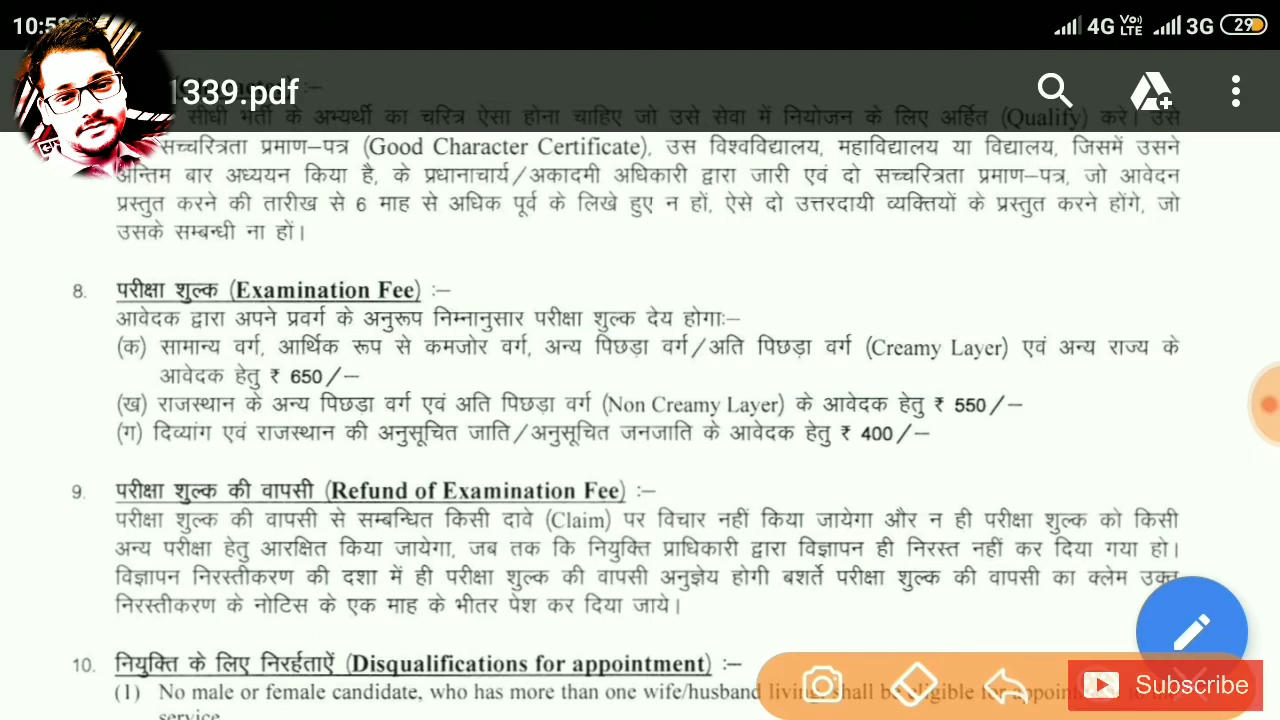 10:5
4G VoJ) LTE 3G 29
1339.pdf
सीधी भर्ती के अभ्यर्थी का चरित्र ऐसा होना चाहिए जो उसे सेवा में नियोजन के लिए अर्हित (Qualify) करे। उसे
सच्चरित्रता प्रमाण–पत्र (Good Character Certificate), उस विश्वविद्यालय, महाविद्यालय या विद्यालय, जिसमें उसने
अन्तिम बार अध्ययन किया है, के प्रधानाचार्य/अकादमी अधिकारी द्वारा जारी एवं दो सच्चरित्रता प्रमाण–पत्र, जो आवेदन
प्रस्तुत करने की तारीख से 6 माह से अधिक पूर्व के लिखे हुए न हों, ऐसे दो उत्तरदायी व्यक्तियों के प्रस्तुत करने होंगे, जो
उसके सम्बन्धी ना हों।
8. परीक्षा शुल्क (Examination Fee) :–
आवेदक द्वारा अपने प्रवर्ग के अनुरूप निम्नानुसार परीक्षा शुल्क देय होगाः–
(क) सामान्य वर्ग, आर्थिक रूप से कमजोर वर्ग, अन्य पिछड़ा वर्ग/अति पिछड़ा वर्ग (Creamy Layer) एवं अन्य राज्य के
आवेदक हेतु ₹ 650/–
(ख) राजस्थान के अन्य पिछड़ा वर्ग एवं अति पिछड़ा वर्ग (Non Creamy Layer) के आवेदक हेतु ₹ 550/–
(ग) दिव्यांग एवं राजस्थान की अनुसूचित जाति/अनुसूचित जनजाति के आवेदक हेतु ₹ 400/–
9. परीक्षा शुल्क की वापसी (Refund of Examination Fee) :–
परीक्षा शुल्क की वापसी से सम्बन्धित किसी दावे (Claim) पर विचार नहीं किया जायेगा और न ही परीक्षा शुल्क को किसी
अन्य परीक्षा हेतु आरक्षित किया जायेगा, जब तक कि नियुक्ति प्राधिकारी द्वारा विज्ञापन ही निरस्त नहीं कर दिया गया हो।
विज्ञापन निरस्तीकरण की दशा में ही परीक्षा शुल्क की वापसी अनुज्ञेय होगी बशर्ते परीक्षा शुल्क की वापसी का क्लेम उक्त
निरस्तीकरण के नोटिस के एक माह के भीतर पेश कर दिया जाये।
10. नियुक्ति के लिए निरर्हताऐं (Disqualifications for appointment) :–
(1) No male or female candidate, who has more than one wife/husband living, shall be eligible for
service
Subscribe